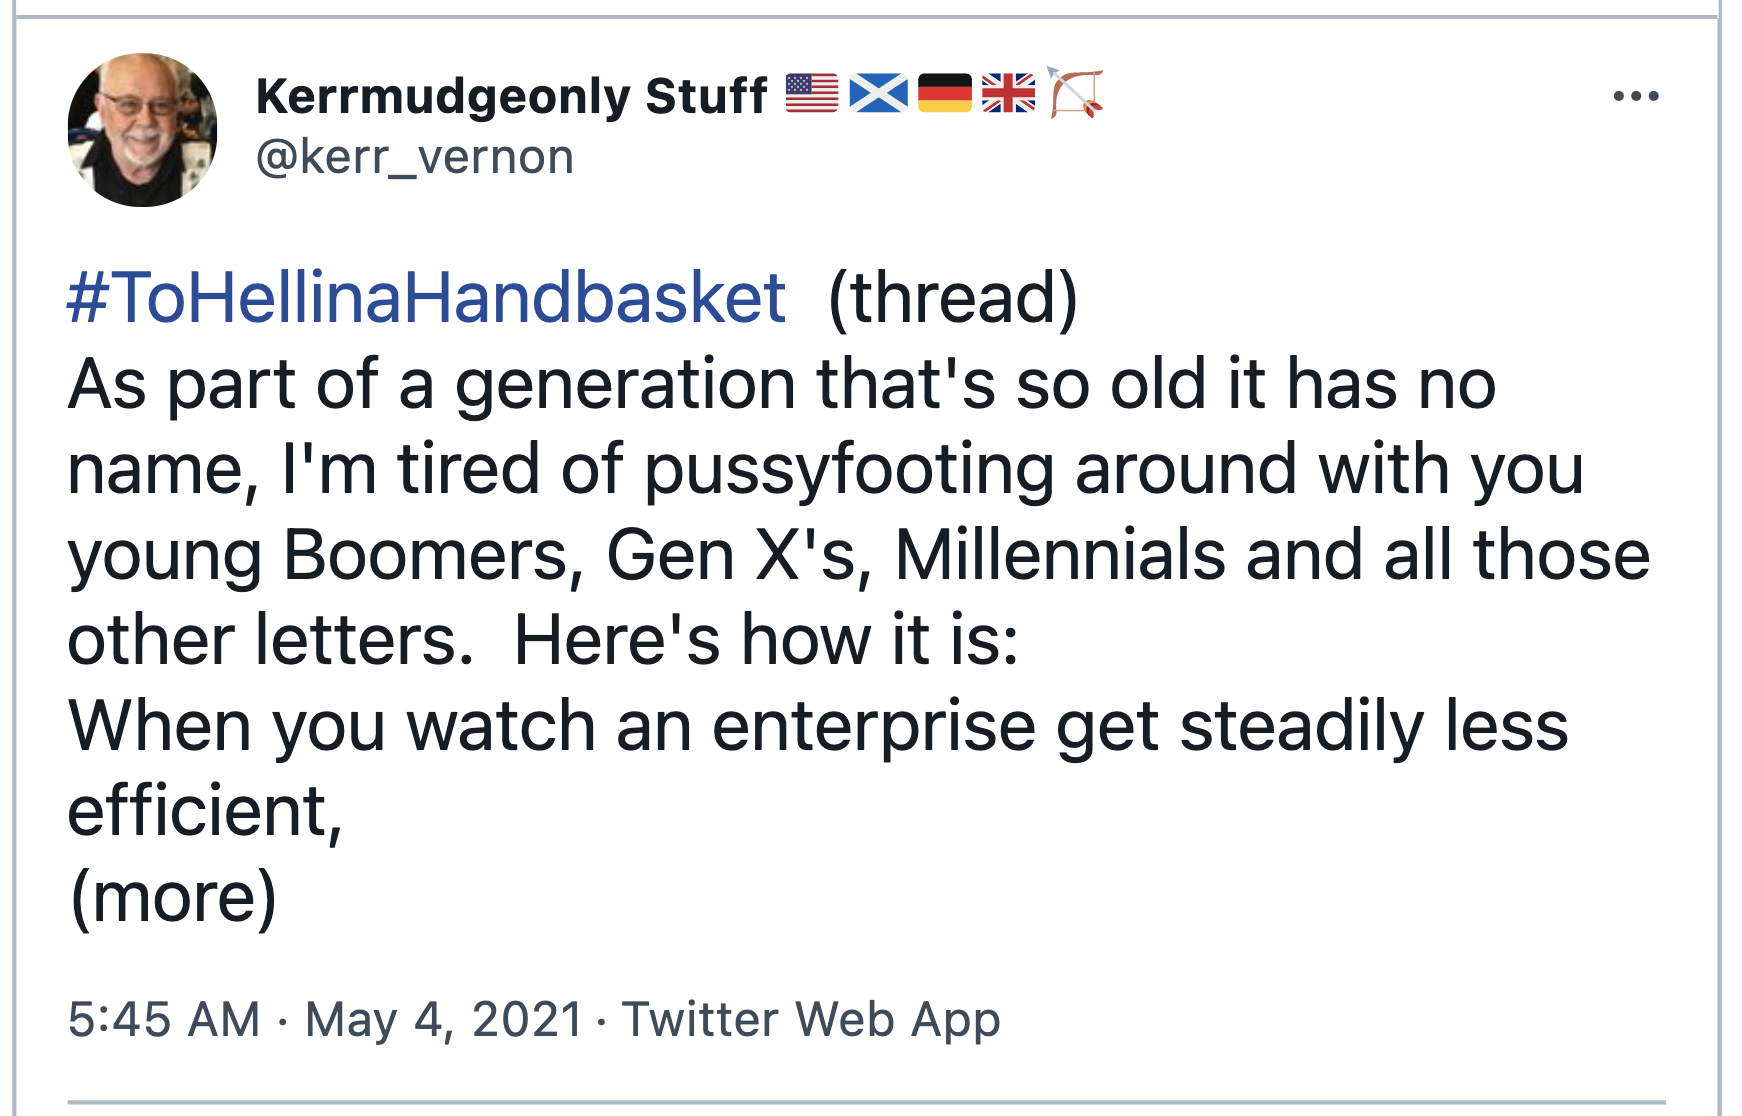 Kerrmudgeonly Stuff 🇺🇸🏴󠁧󠁢󠁳󠁣󠁴󠁿🇩🇪🇬🇧🏹
@kerr_vernon
#ToHellinaHandbasket  (thread)
As part of a generation that's so old it has no
name, I'm tired of pussyfooting around with you
young Boomers, Gen X's, Millennials and all those
other letters.  Here's how it is:
When you watch an enterprise get steadily less
efficient,
(more)
5:45 AM · May 4, 2021 · Twitter Web App